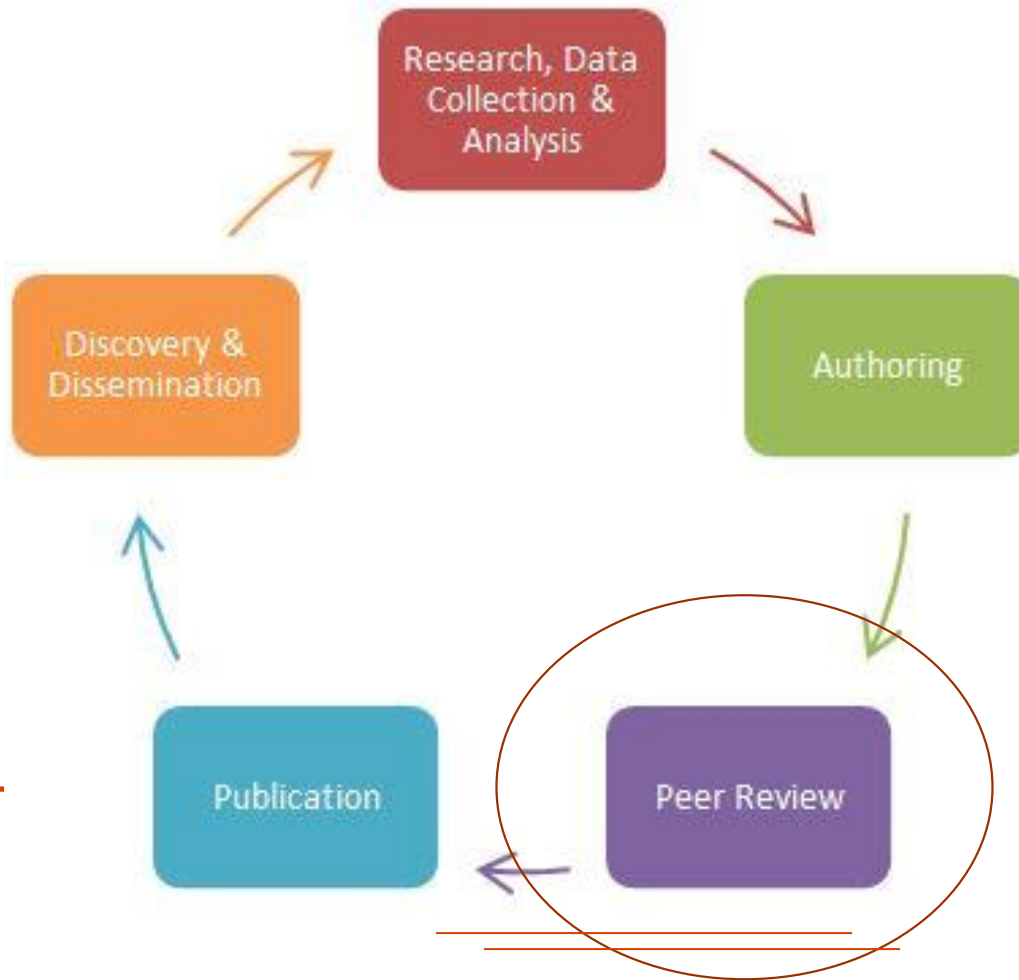 Research, Data
Collection &
Analysis
Authoring
Peer Review
Publication
Discovery &
Dissemination